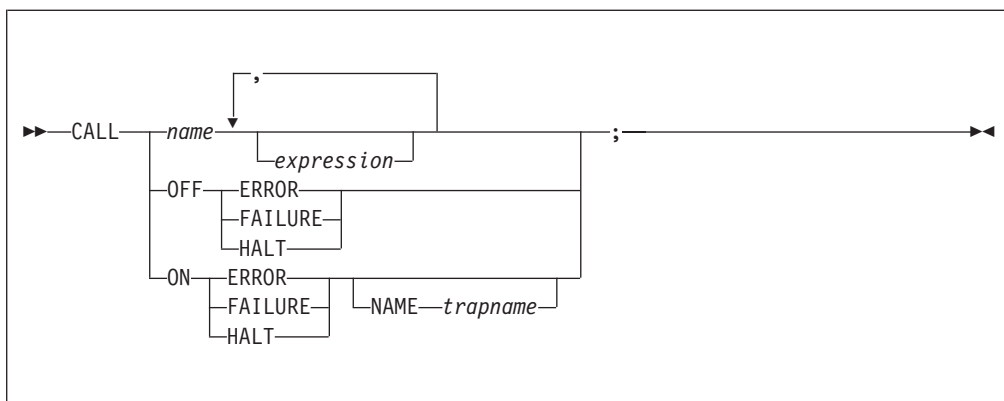 ,
CALL name ;
expression
OFF ERROR
FAILURE
HALT
ON ERROR
FAILURE NAME trapname
HALT